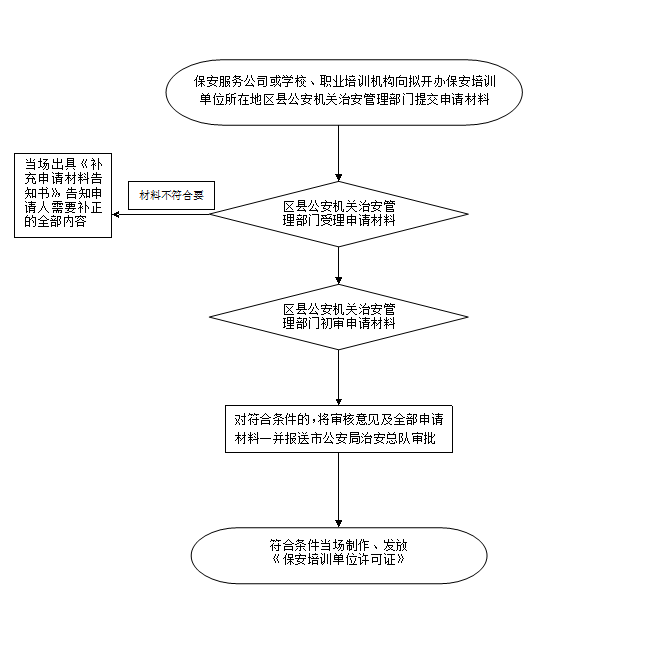 保安服务公司或学校、职业培训机构向拟开办保安培训
单位所在地区县公安机关治安管理部门提交申请材料
当场出具《补
充申请材料告
知书》，告知申
请人需要补正
的全部内容
材料不符合要
区县公安机关治安管
理部门受理申请材料
区县公安机关治安管
理部门初审申请材料
对符合条件的，将审核意见及全部申请
材料一并报送市公安局治安总队审批
符合条件当场制作、发放
《保安培训单位许可证》